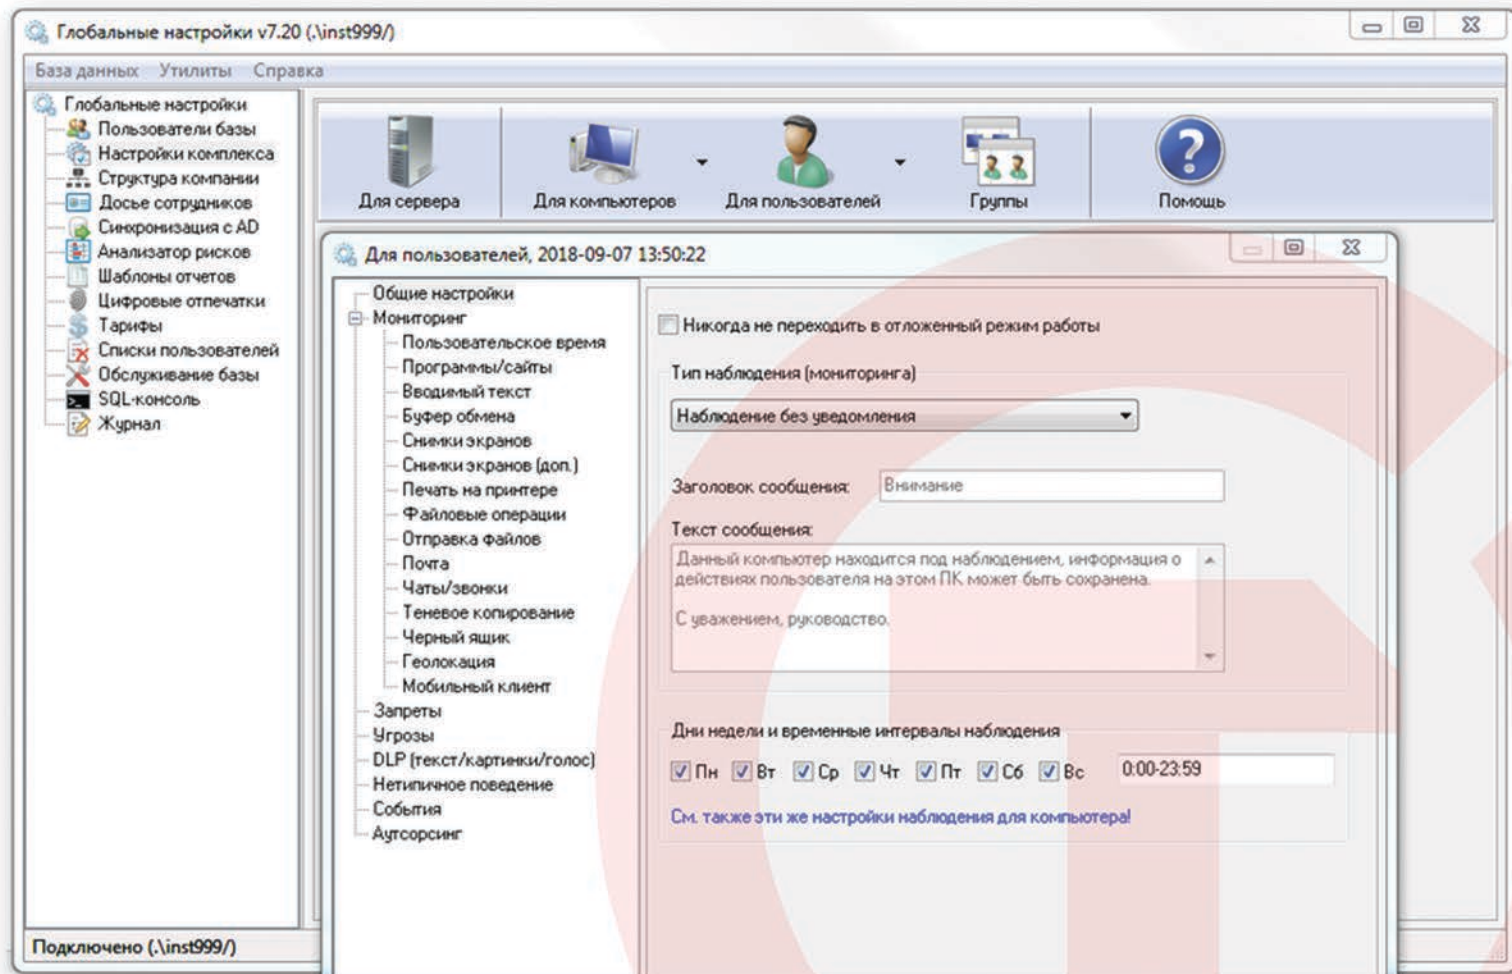 Глобальные настройки v7.20 (.\inst999/)
База данных Утилиты Справка
Глобальные настройки
Пользователи базы
Настройки комплекса
Структура компании
Досье сотрудников
Синхронизация с AD
Анализатор рисков
Шаблоны отчетов
Цифровые отпечатки
Тарифы
Списки пользователей
Обслуживание базы
SQL-консоль
Журнал
Для сервера Для компьютеров Для пользователей Группы Помощь
Для пользователей, 2018-09-07 13:50:22
Общие настройки
Мониторинг
Пользовательское время
Программы/сайты
Вводимый текст
Буфер обмена
Снимки экранов
Снимки экранов (доп.)
Печать на принтере
Файловые операции
Отправка файлов
Почта
Чаты/звонки
Теневое копирование
Черный ящик
Геолокация
Мобильный клиент
Запреты
Угрозы
DLP (текст/картинки/голос)
Нетипичное поведение
События
Аутсорсинг
Никогда не переходить в отложенный режим работы
Тип наблюдения (мониторинга)
Наблюдение без уведомления
Заголовок сообщения: Внимание
Текст сообщения:
Данный компьютер находится под наблюдением, информация о
действиях пользователя на этом ПК может быть сохранена.
С уважением, руководство.
Дни недели и временные интервалы наблюдения
Пн Вт Ср Чт Пт Сб Вс 0:00-23:59
См. также эти же настройки наблюдения для компьютера!
Подключено (.\inst999/)